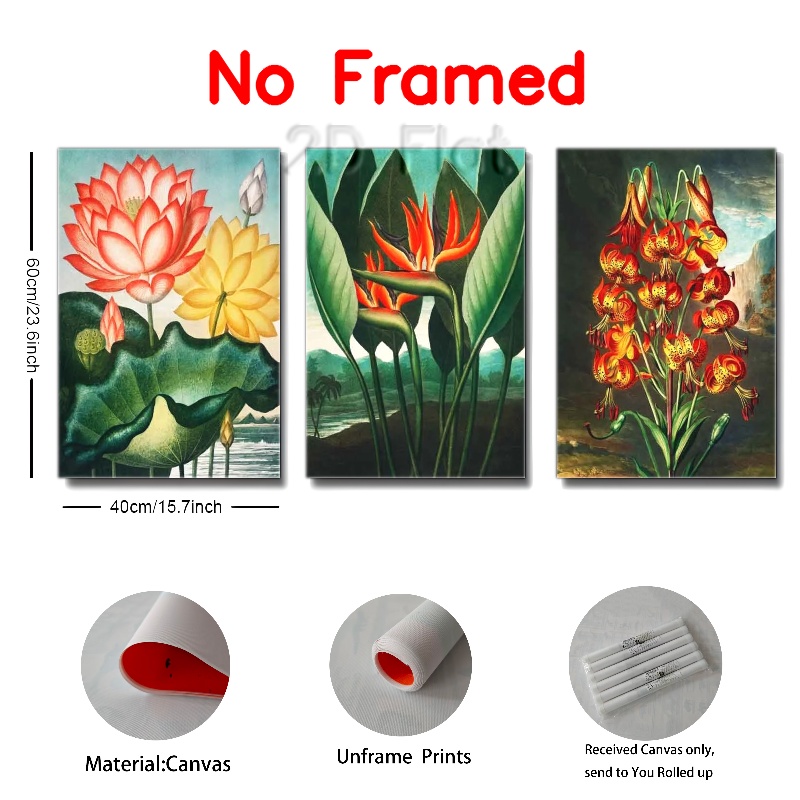 No Framed
2D Flat
60cm/23.6inch
40cm/15.7inch
Material:Canvas
Unframe Prints
Received Canvas only,
send to You Rolled up